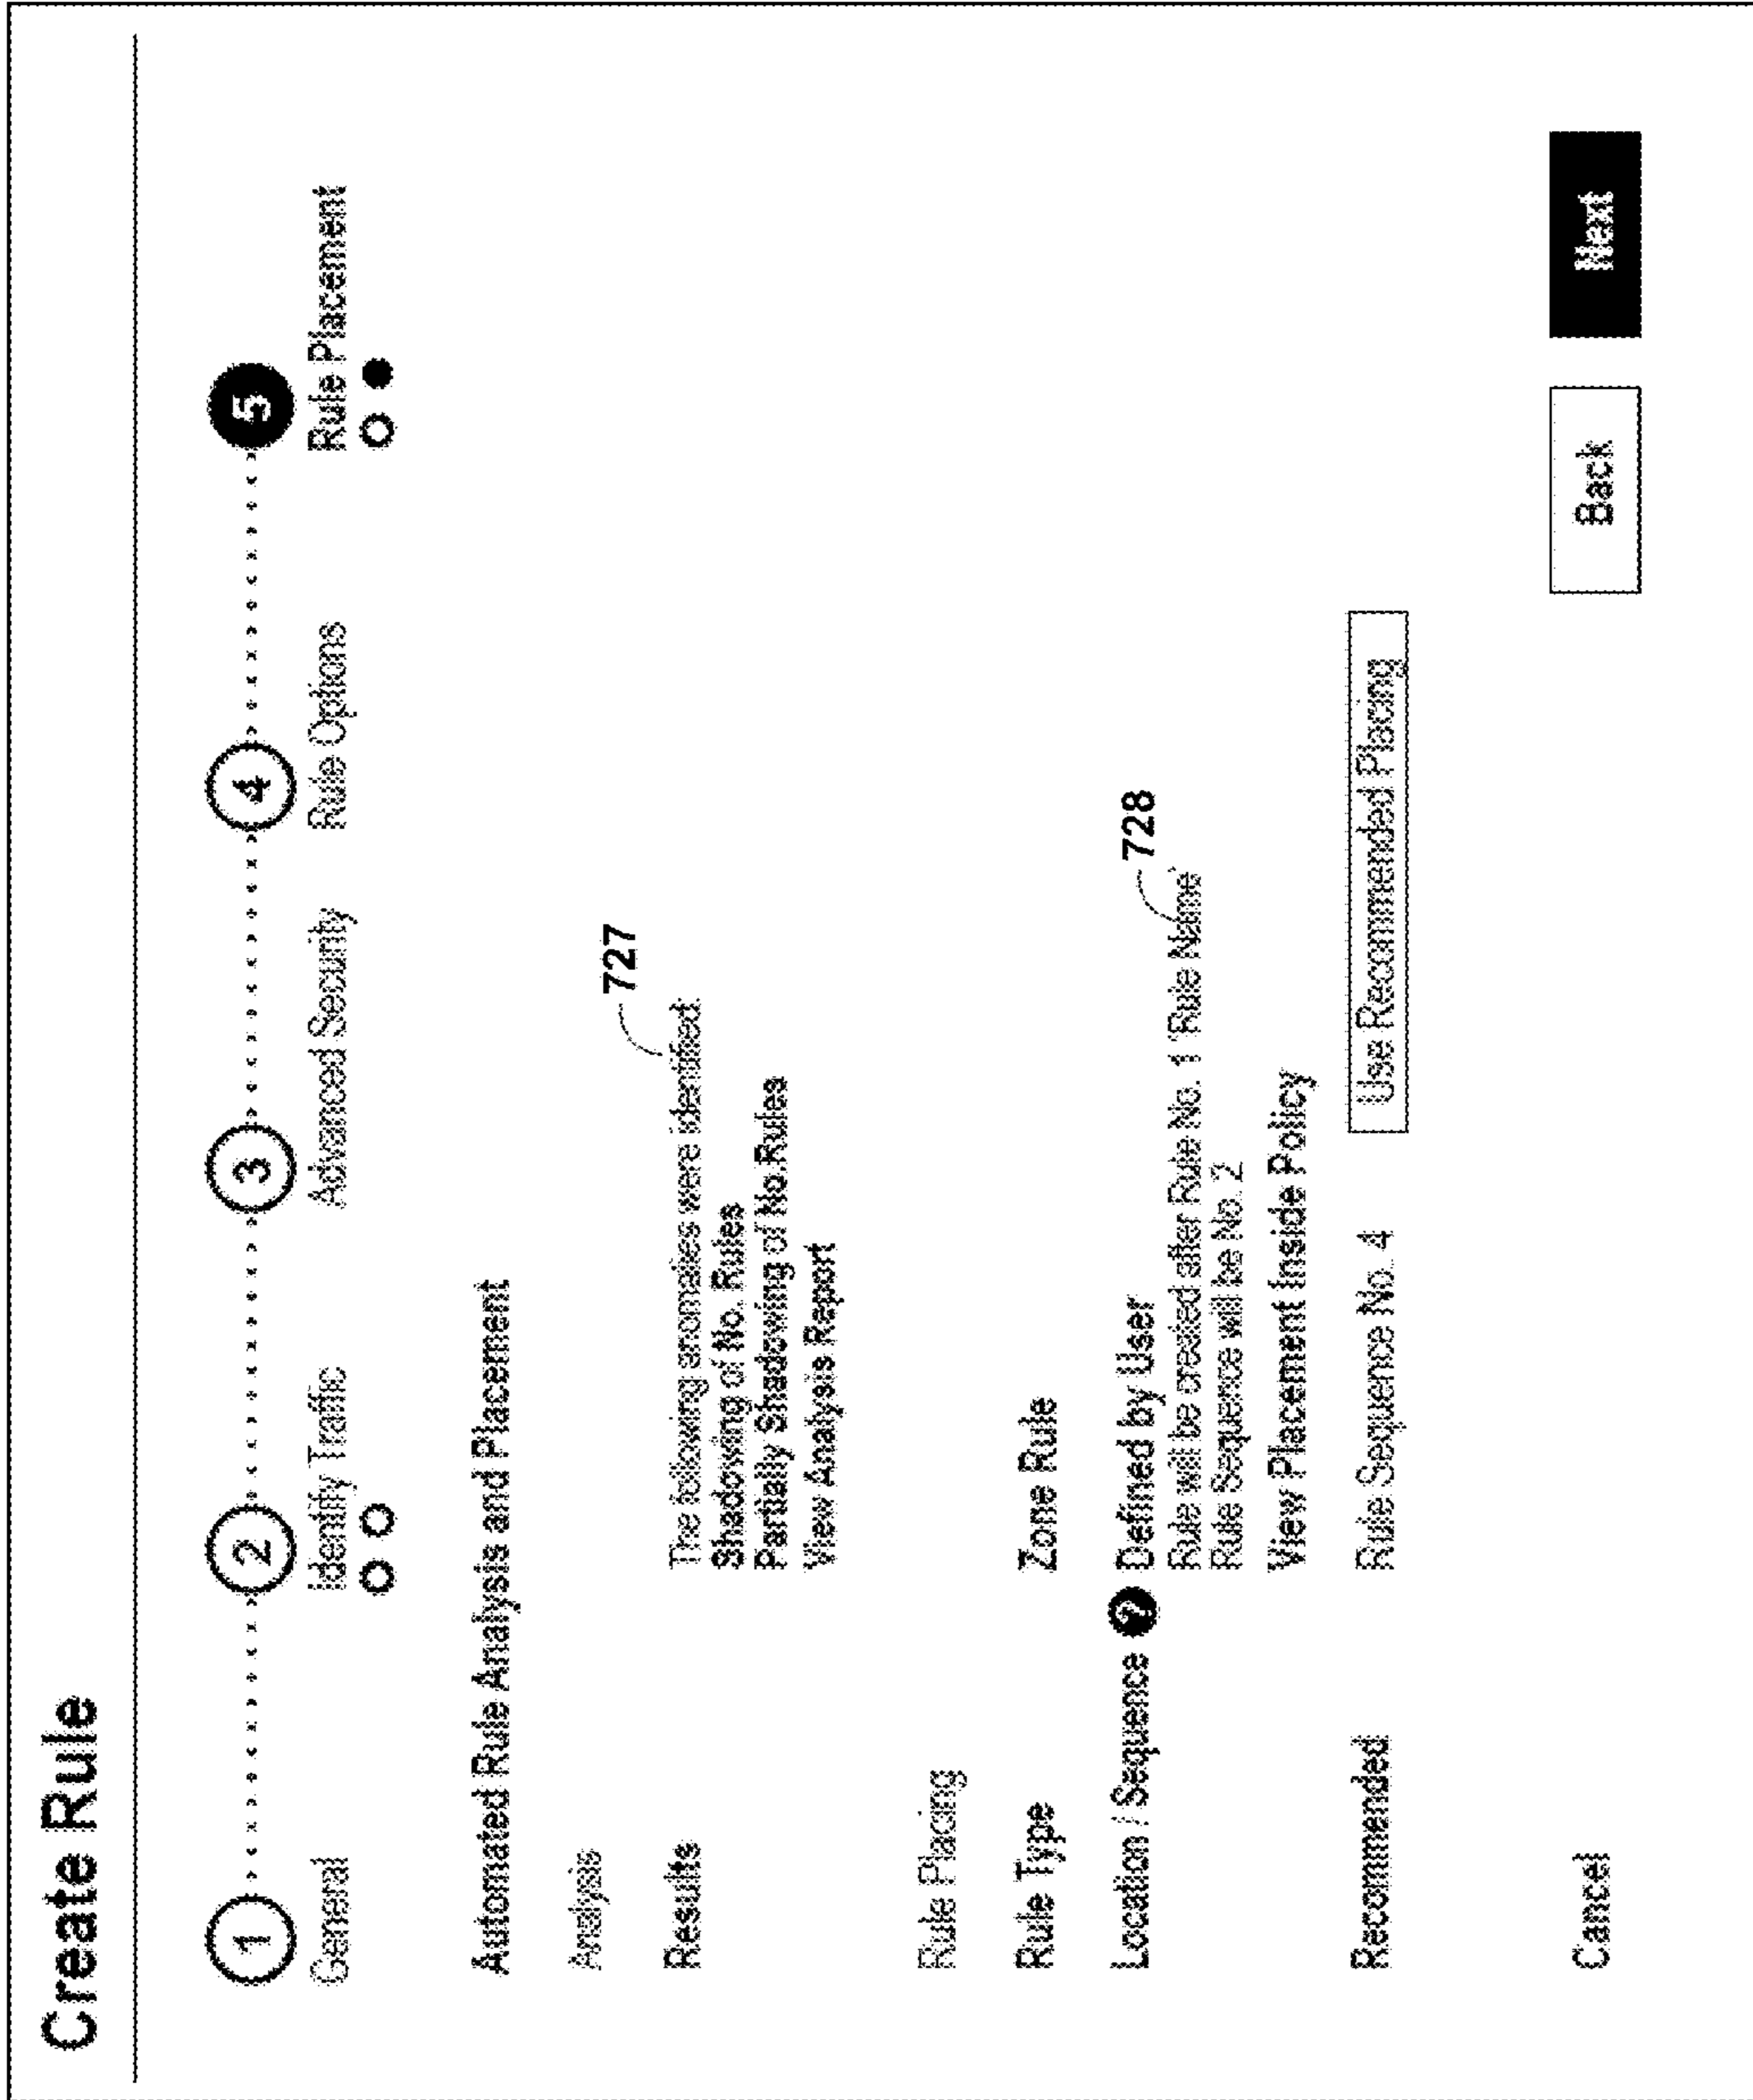 Create Rule
1 2 3 4 5
General Identify Traffic Advanced Security Rule Options Rule Placement
Automated Rule Analysis and Placement
Analysis
727
Results The following anomalies were identified:
Shadowing of No. Rules
Partially Shadowing of No Rules
View Analysis Report
Rule Placing
Rule Type Zone Rule
728
Location / Sequence ? Defined by User
Rule will be created after Rule No. 1 'Rule Name'
Rule Sequence will be No. 2
View Placement Inside Policy
Recommended Rule Sequence No. 4 Use Recommended Placing
Cancel Back Next